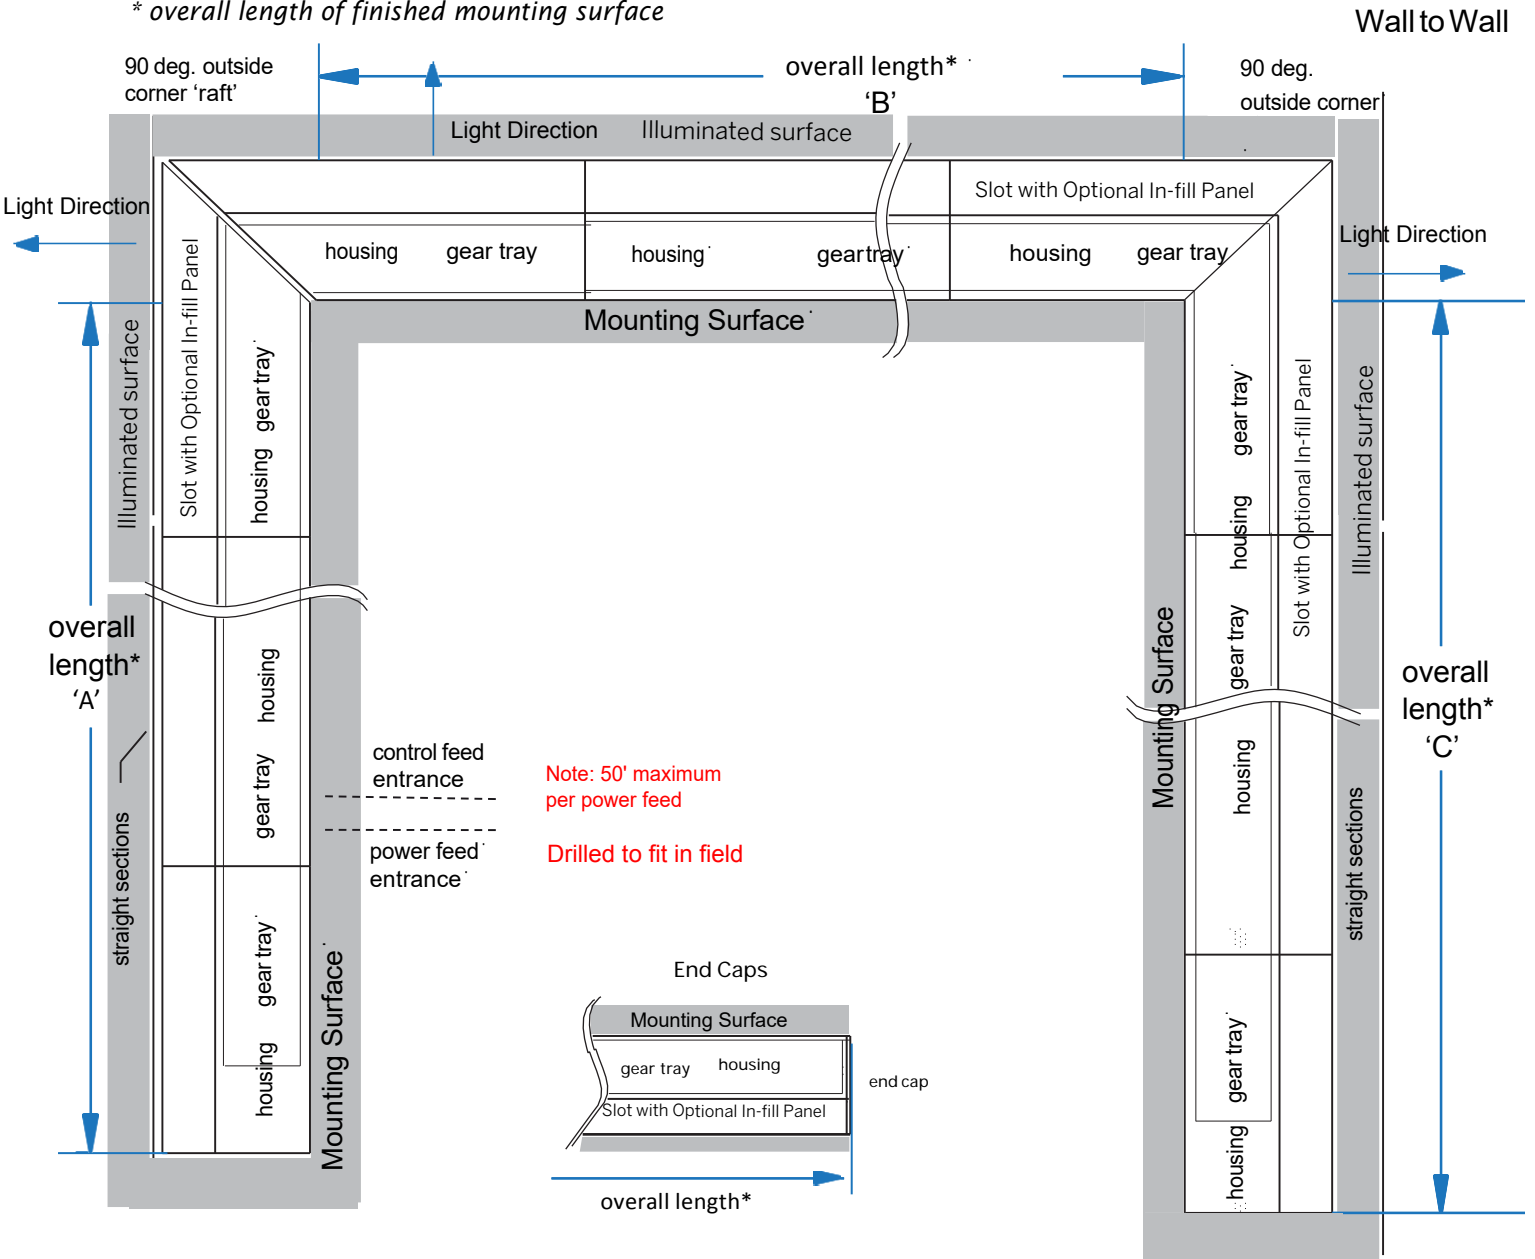 * overall length of finished mounting surface
Wall to Wall
90 deg. outside
corner ‘raft’
overall length*
‘B’
90 deg.
outside corner
Light Direction
Illuminated surface
Slot with Optional In-fill Panel
Light Direction
Light Direction
housing
gear tray
housing
gear tray
housing
gear tray
Mounting Surface
Illuminated surface
Slot with Optional In-fill Panel
housing
gear tray
gear tray
housing
Slot with Optional In-fill Panel
Illuminated surface
overall
length*
‘A’
housing
gear tray
gear tray
housing
Mounting Surface
overall
length*
‘C’
control feed
entrance
Note: 50' maximum
per power feed
power feed
entrance
Drilled to fit in field
straight sections
straight sections
housing
gear tray
Mounting Surface
End Caps
Mounting Surface
gear tray
housing
end cap
Slot with Optional In-fill Panel
overall length*
housing
gear tray